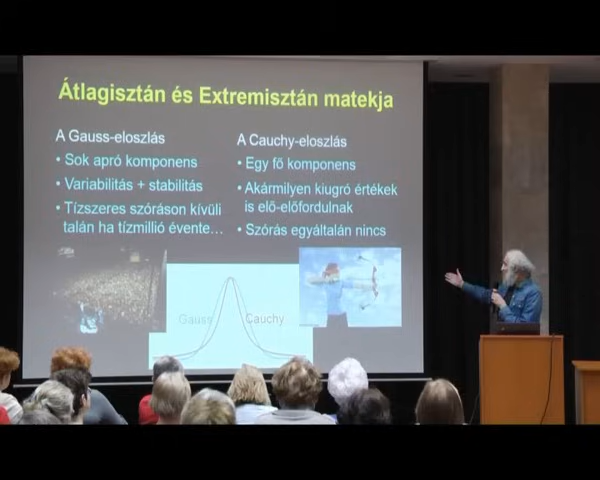 Átlagisztán és Extremisztán matekja
A Gauss-eloszlás
• Sok apró komponens
• Variabilitás + stabilitás
• Tízszeres szóráson kívüli
talán ha tízmillió évente…
A Cauchy-eloszlás
• Egy fő komponens
• Akármilyen kiugró értékek
is elő-előfordulnak
• Szórás egyáltalán nincs
Gauss
Cauchy